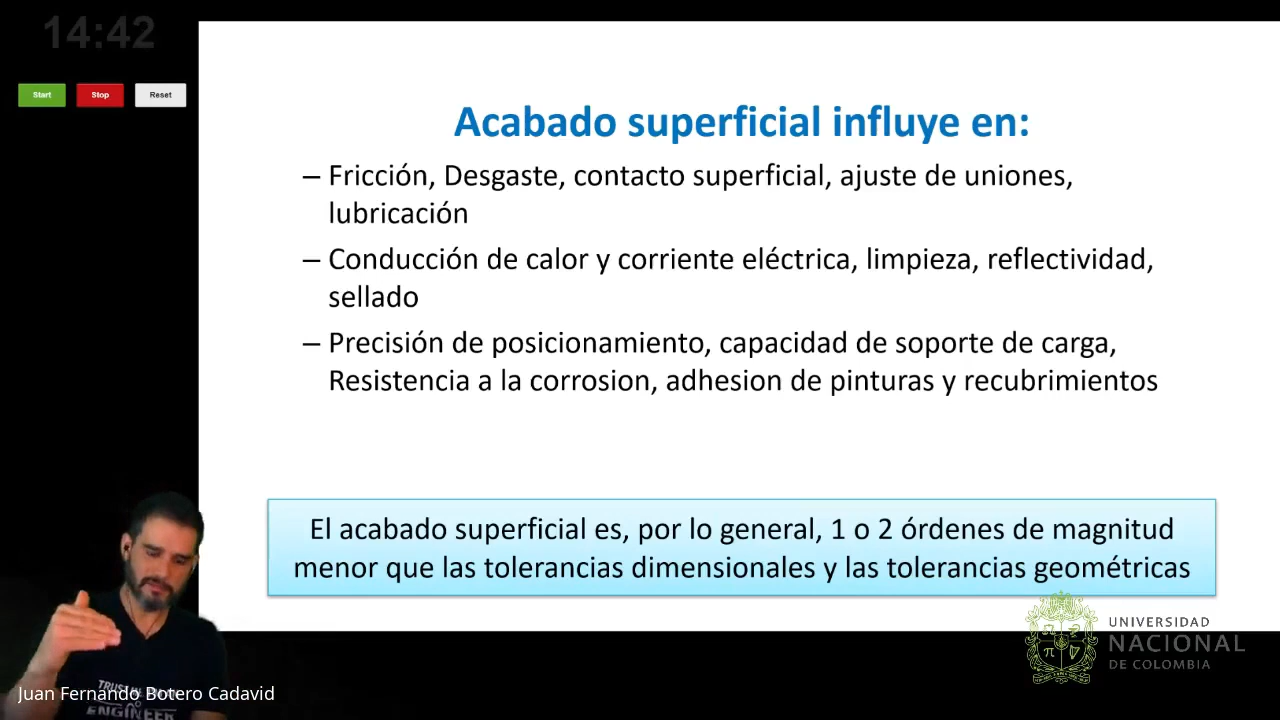 14:42
Start Stop Reset
Acabado superficial influye en:
– Fricción, Desgaste, contacto superficial, ajuste de uniones,
lubricación
– Conducción de calor y corriente eléctrica, limpieza, reflectividad,
sellado
– Precisión de posicionamiento, capacidad de soporte de carga,
Resistencia a la corrosion, adhesion de pinturas y recubrimientos
El acabado superficial es, por lo general, 1 o 2 órdenes de magnitud
menor que las tolerancias dimensionales y las tolerancias geométricas
UNIVERSIDAD
NACIONAL
DE COLOMBIA
Juan Fernando Botero Cadavid
TRUST
ENGINEER